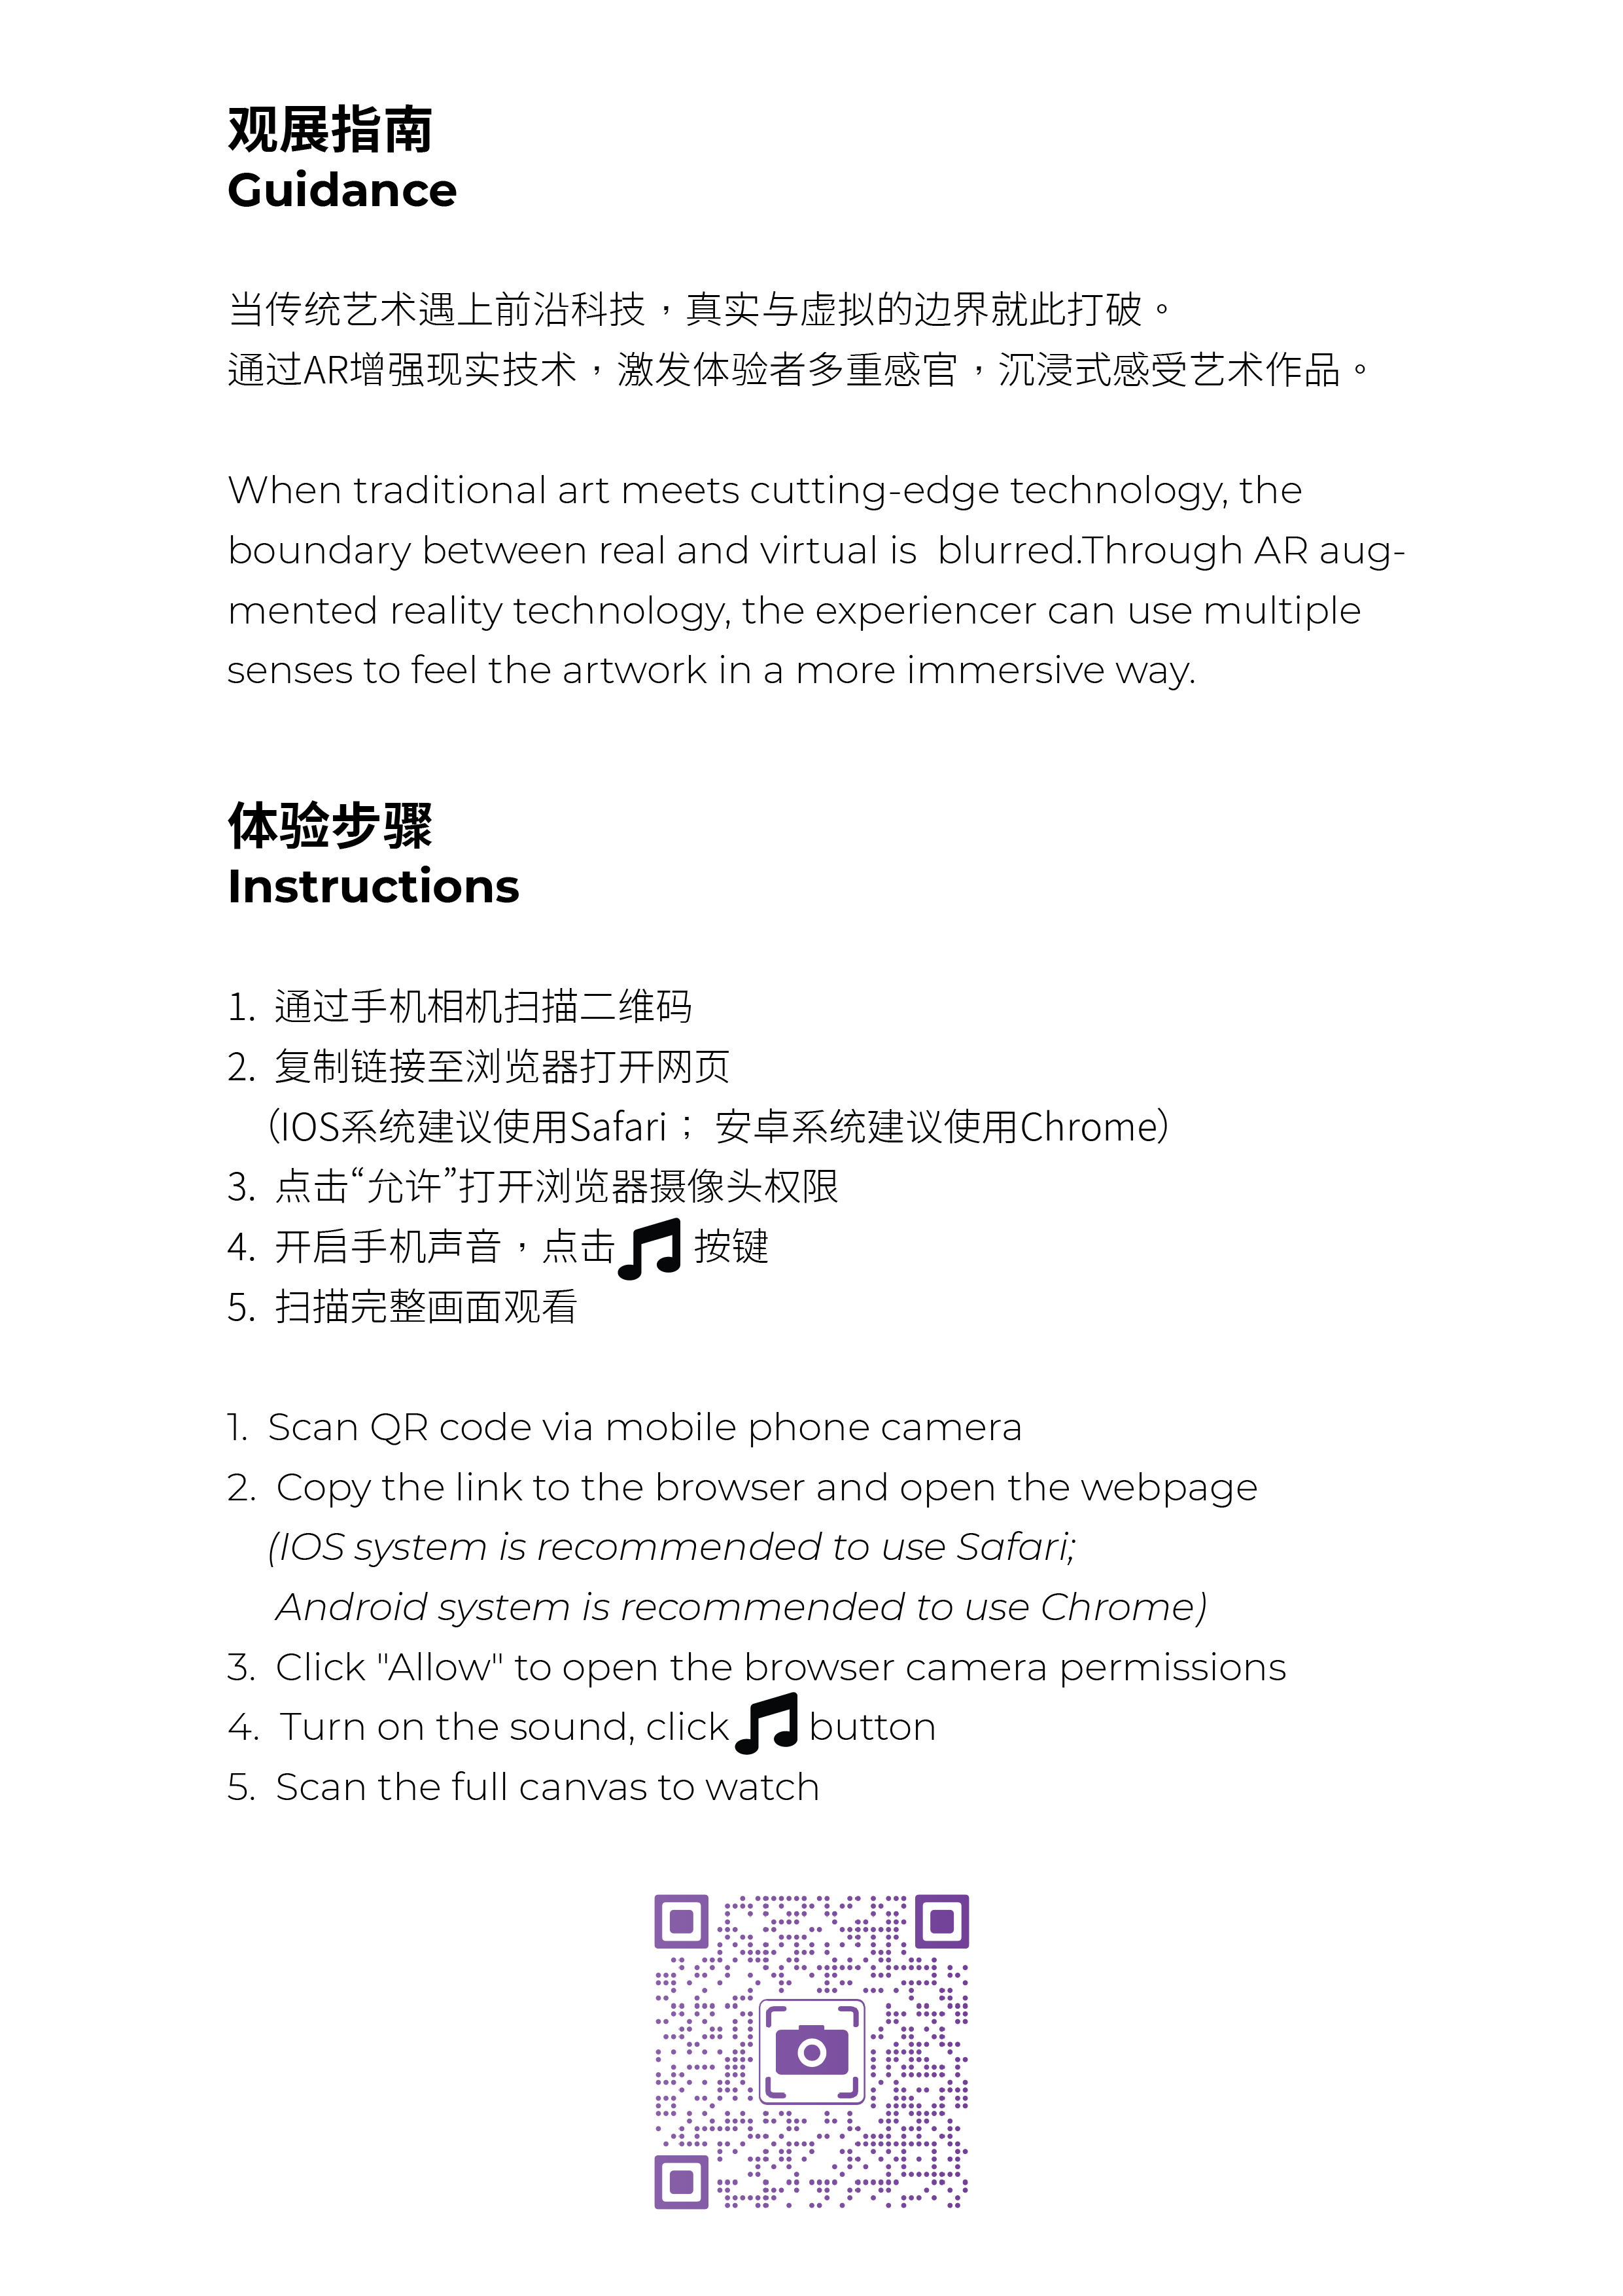 观展指南
Guidance
当传统艺术遇上前沿科技，真实与虚拟的边界就此打破。
通过AR增强现实技术，激发体验者多重感官，沉浸式感受艺术作品。
When traditional art meets cutting-edge technology, the
boundary between real and virtual is  blurred.Through AR aug-
mented reality technology, the experiencer can use multiple
senses to feel the artwork in a more immersive way.
体验步骤
Instructions
1. 通过手机相机扫描二维码
2. 复制链接至浏览器打开网页
（IOS系统建议使用Safari； 安卓系统建议使用Chrome）
3. 点击“允许”打开浏览器摄像头权限
4. 开启手机声音，点击 按键
5. 扫描完整画面观看
1. Scan QR code via mobile phone camera
2. Copy the link to the browser and open the webpage
(IOS system is recommended to use Safari;
Android system is recommended to use Chrome)
3. Click "Allow" to open the browser camera permissions
4. Turn on the sound, click button
5. Scan the full canvas to watch